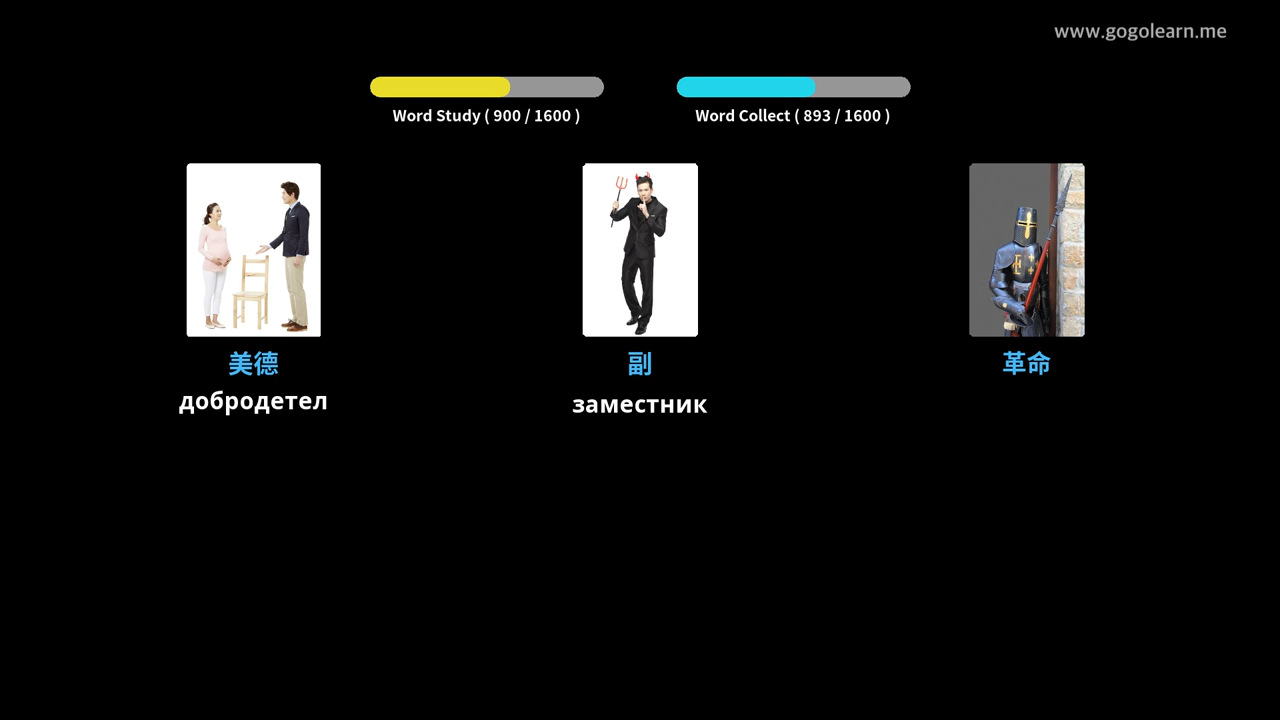 www.gogolearn.me
Word Study ( 900 / 1600 )
Word Collect ( 893 / 1600 )
美德
副
革命
добродетел
заместник